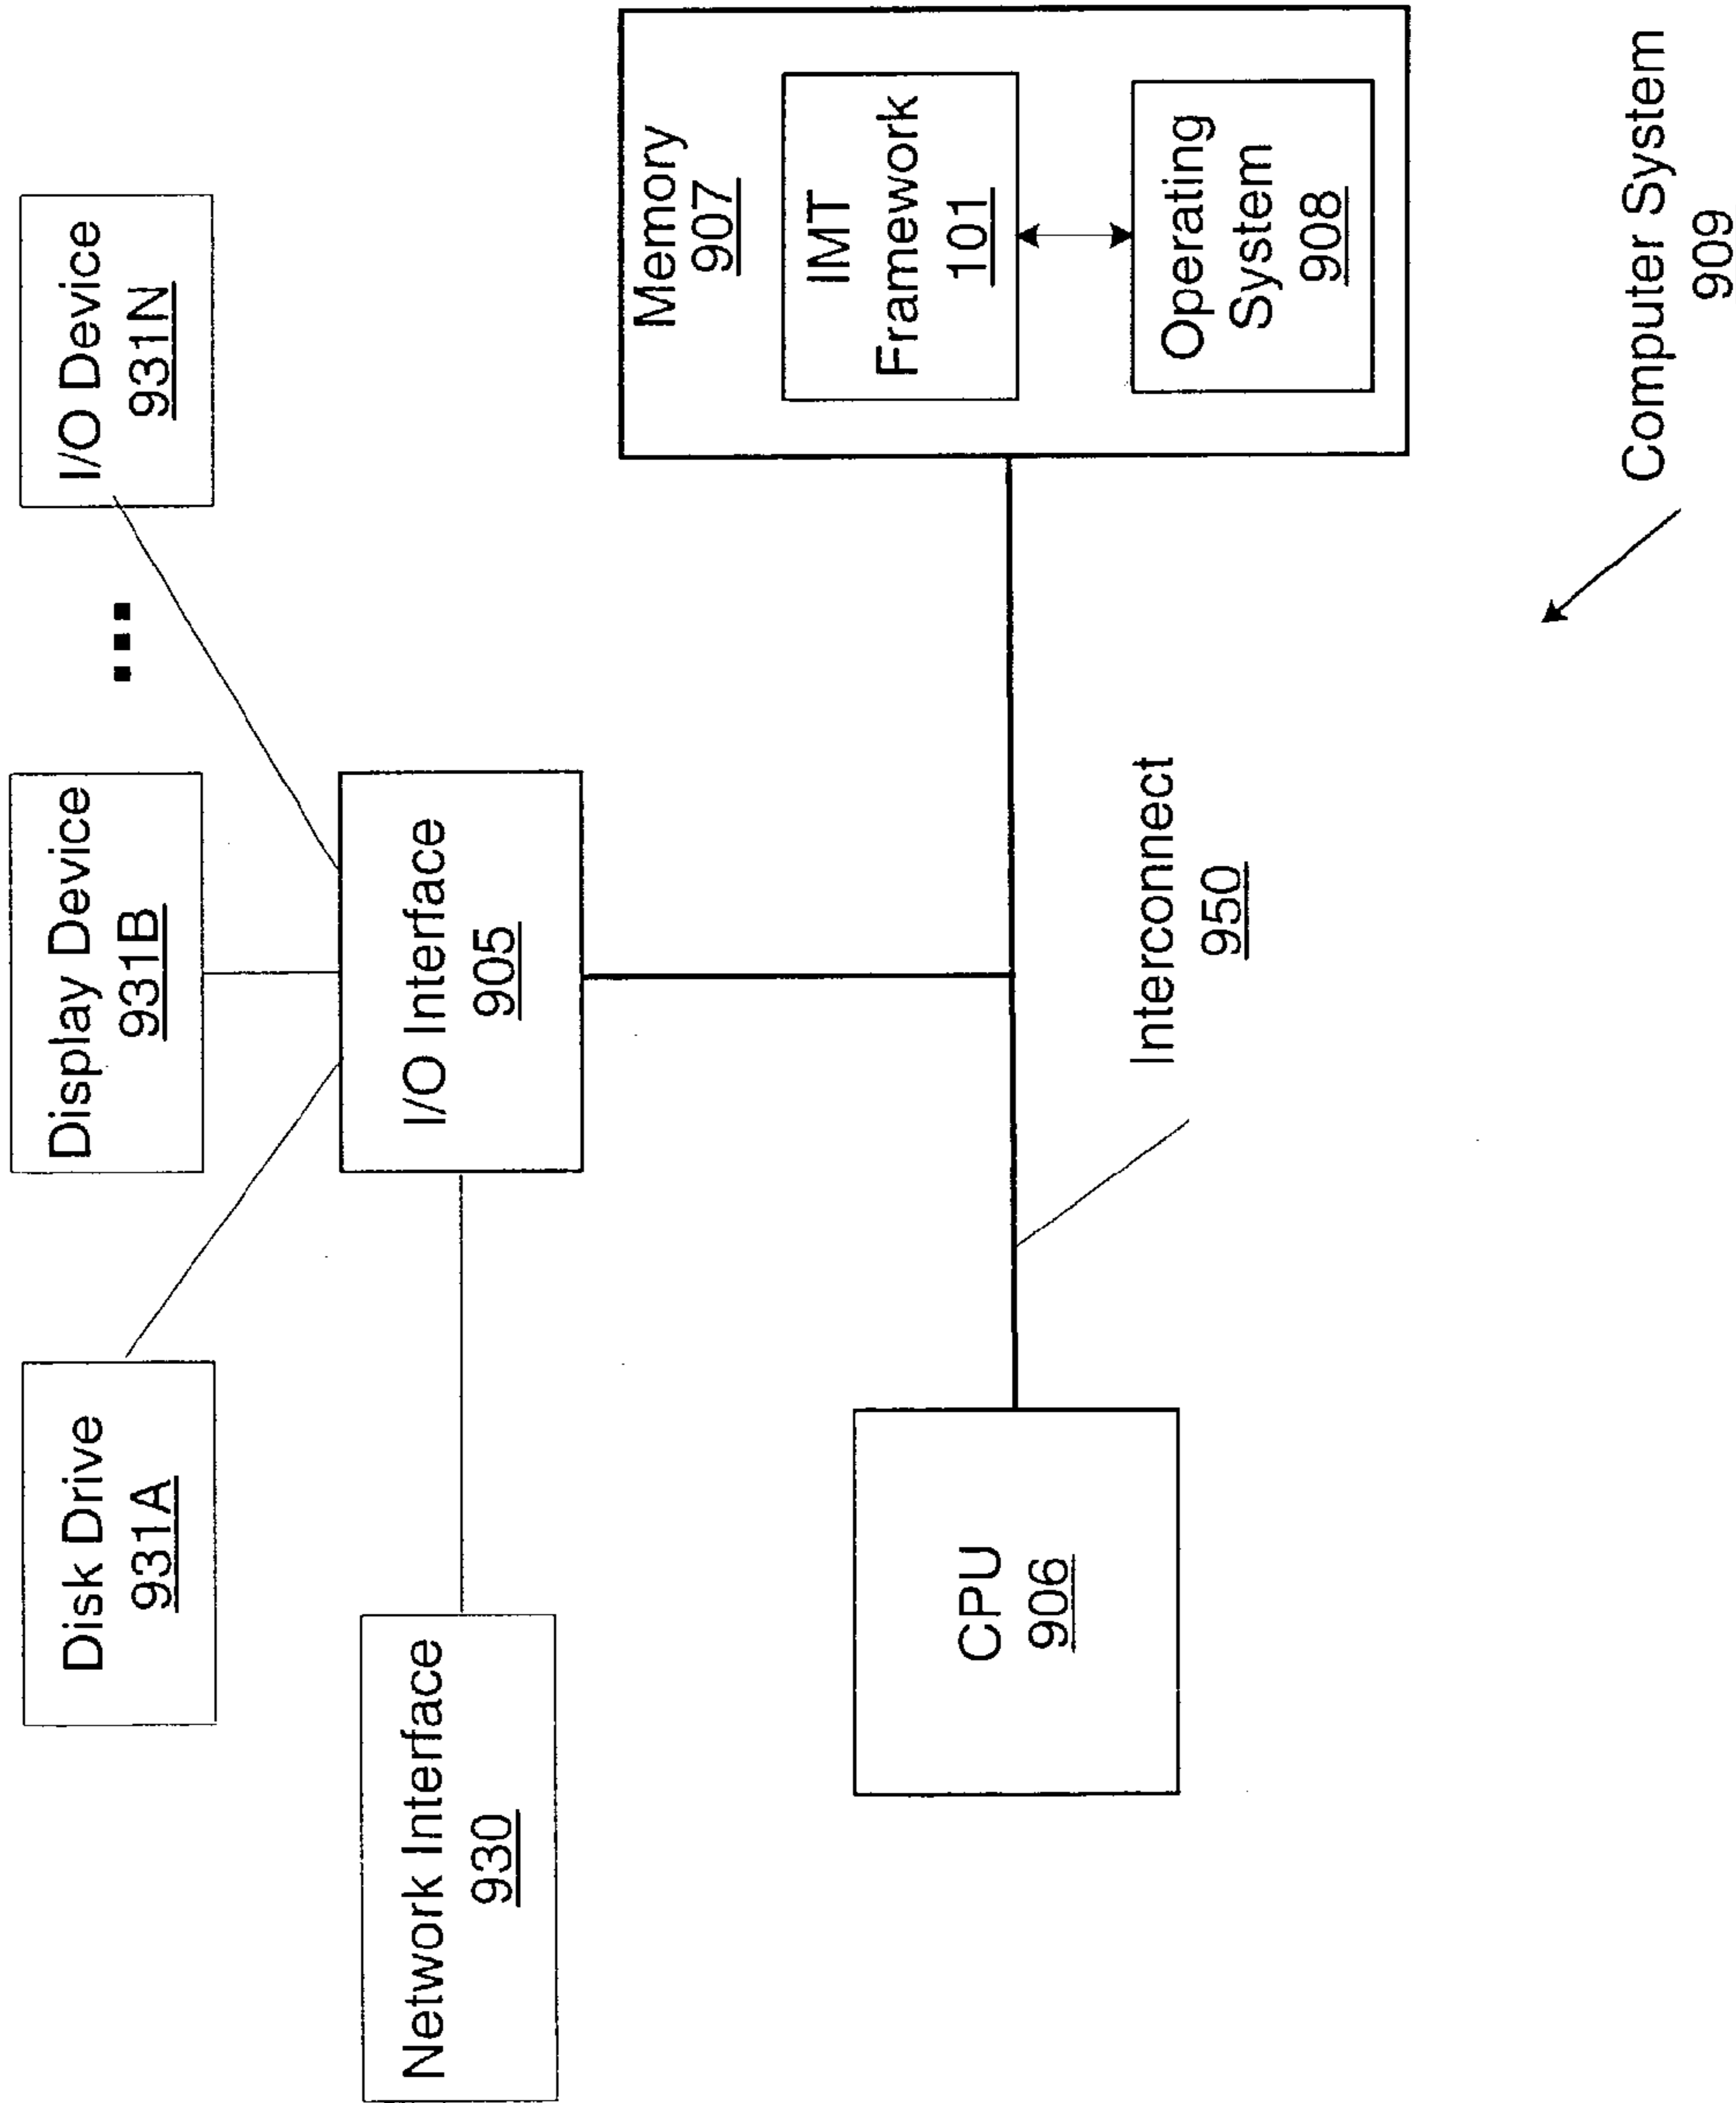 Disk Drive
931A
Display Device
931B
...
I/O Device
931N
Network Interface
930
I/O Interface
905
CPU
906
Interconnect
950
Memory
907
IMT
Framework
101
Operating
System
908
Computer System
909